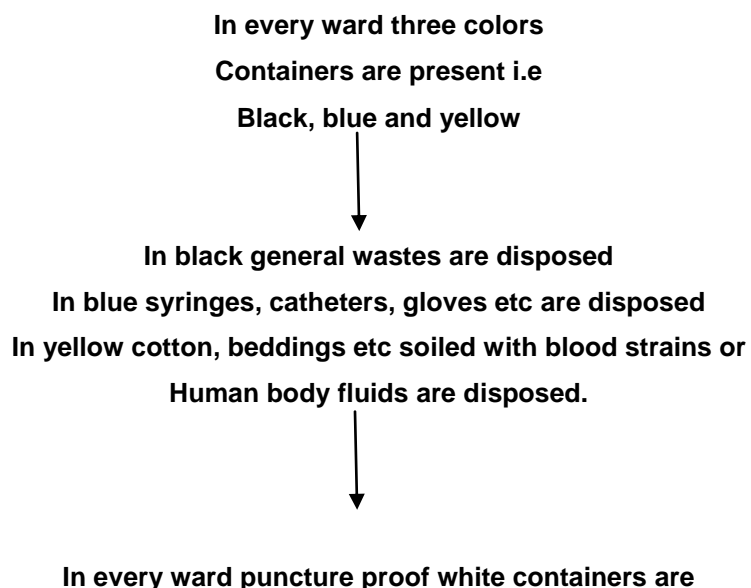 In every ward three colors
Containers are present i.e
Black, blue and yellow
In black general wastes are disposed
In blue syringes, catheters, gloves etc are disposed
In yellow cotton, beddings etc soiled with blood strains or
Human body fluids are disposed.
In every ward puncture proof white containers are